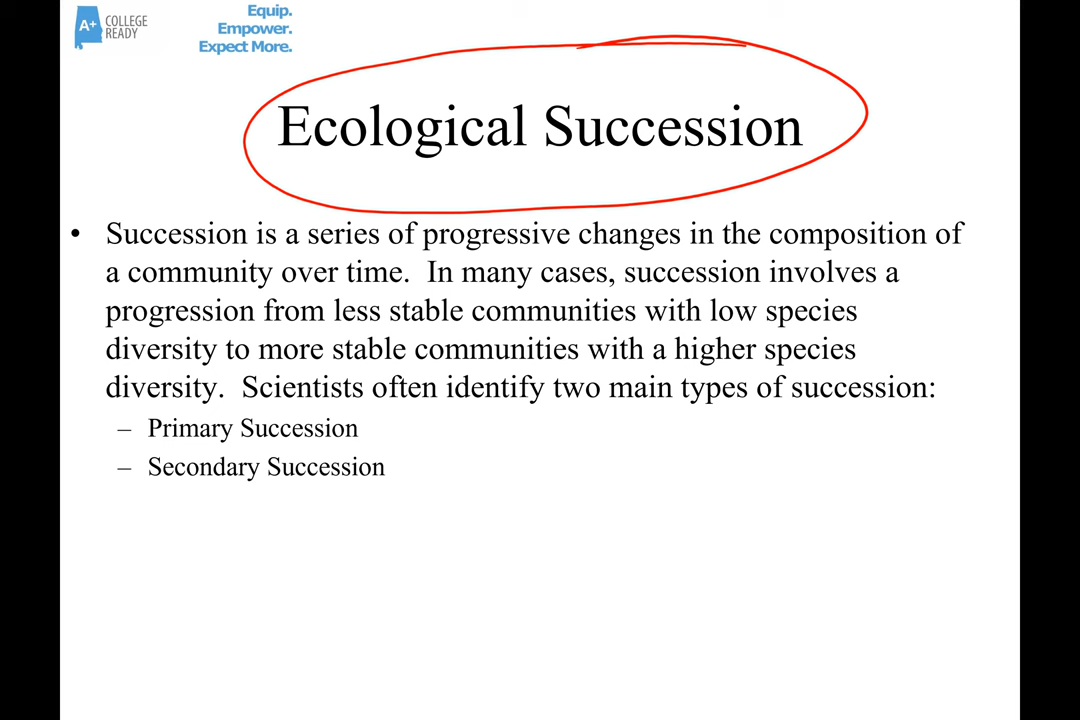 A+ COLLEGE
READY
Equip.
Empower.
Expect More.
Ecological Succession
• Succession is a series of progressive changes in the composition of
a community over time.  In many cases, succession involves a
progression from less stable communities with low species
diversity to more stable communities with a higher species
diversity.  Scientists often identify two main types of succession:
– Primary Succession
– Secondary Succession